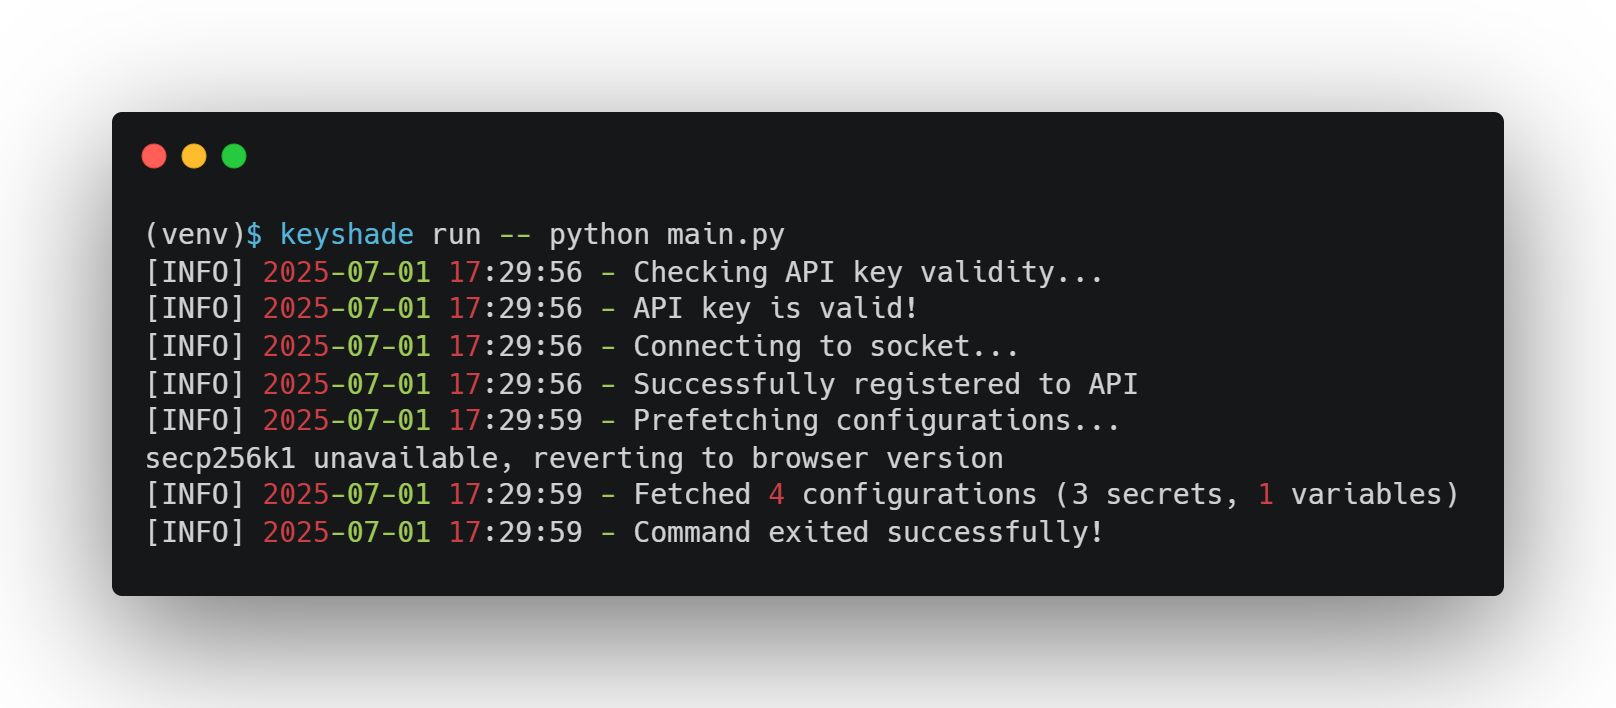 (venv)$ keyshade run -- python main.py
[INFO] 2025-07-01 17:29:56 - Checking API key validity...
[INFO] 2025-07-01 17:29:56 - API key is valid!
[INFO] 2025-07-01 17:29:56 - Connecting to socket...
[INFO] 2025-07-01 17:29:56 - Successfully registered to API
[INFO] 2025-07-01 17:29:59 - Prefetching configurations...
secp256k1 unavailable, reverting to browser version
[INFO] 2025-07-01 17:29:59 - Fetched 4 configurations (3 secrets, 1 variables)
[INFO] 2025-07-01 17:29:59 - Command exited successfully!